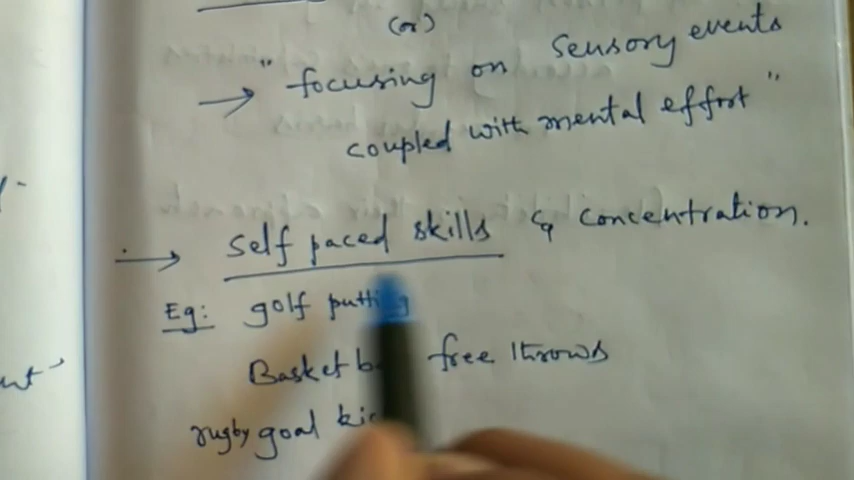 (or)
→ "focusing on sensory events
coupled with mental effort"
→ self paced skills & concentration.
Eg: golf putting
Basket b free throws
rugby goal